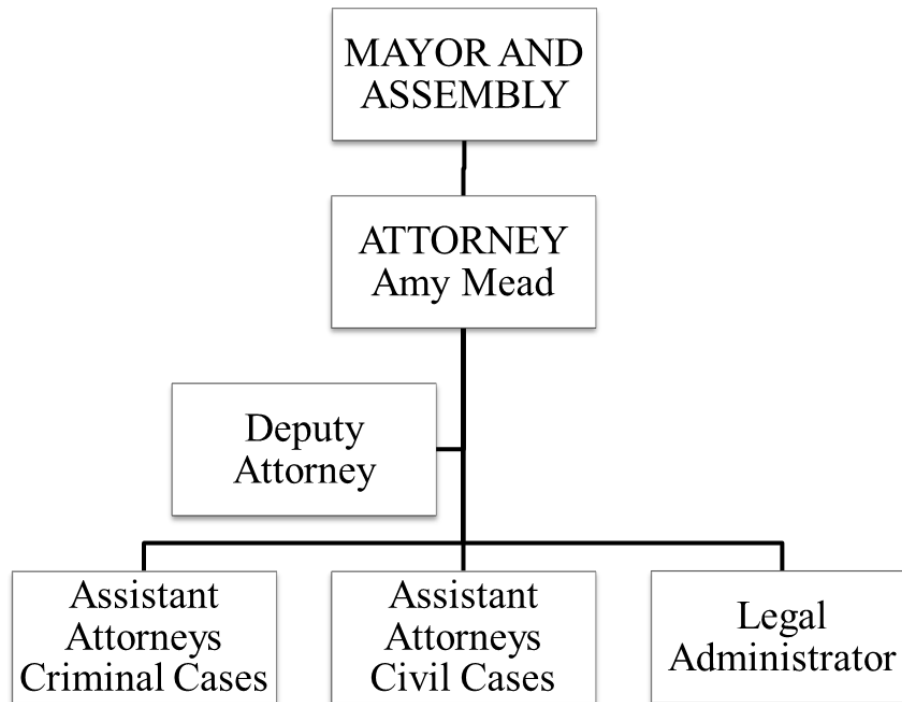 MAYOR AND
ASSEMBLY
ATTORNEY
Amy Mead
Deputy
Attorney
Assistant
Attorneys
Criminal Cases
Assistant
Attorneys
Civil Cases
Legal
Administrator